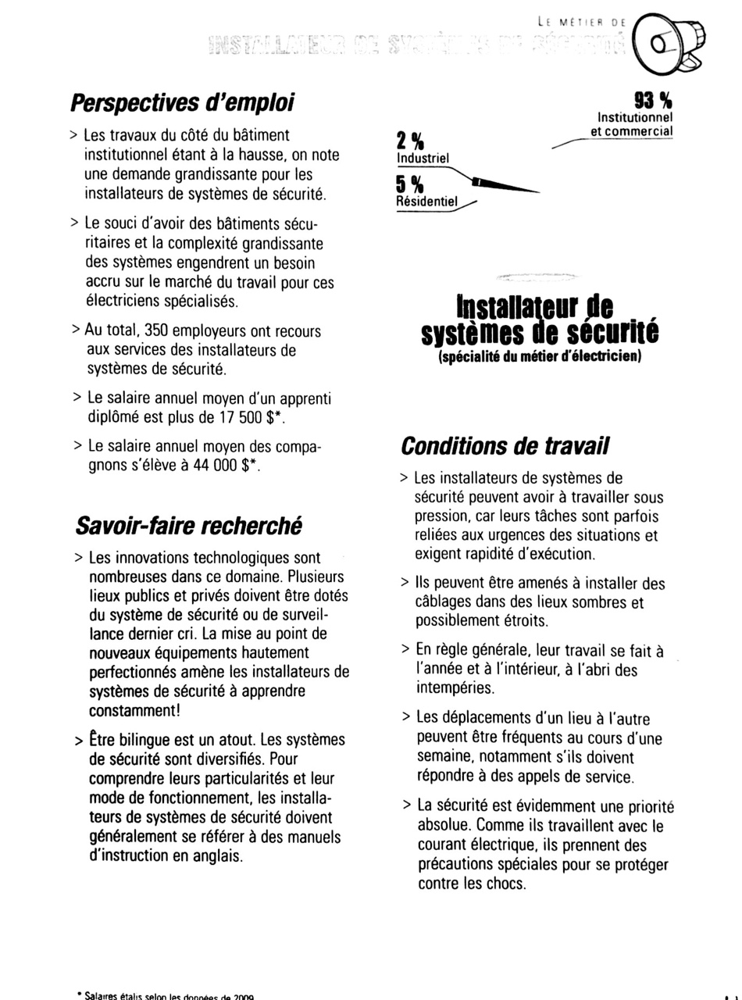 LE MÉTIER DE
INSTALLATEUR DE SYSTÈMES DE SÉCURITÉ
Perspectives d'emploi
> Les travaux du côté du bâtiment
institutionnel étant à la hausse, on note
une demande grandissante pour les
installateurs de systèmes de sécurité.
> Le souci d'avoir des bâtiments sécu-
ritaires et la complexité grandissante
des systèmes engendrent un besoin
accru sur le marché du travail pour ces
électriciens spécialisés.
> Au total, 350 employeurs ont recours
aux services des installateurs de
systèmes de sécurité.
> Le salaire annuel moyen d'un apprenti
diplômé est plus de 17 500 $*.
> Le salaire annuel moyen des compa-
gnons s'élève à 44 000 $*.
Savoir-faire recherché
> Les innovations technologiques sont
nombreuses dans ce domaine. Plusieurs
lieux publics et privés doivent être dotés
du système de sécurité ou de surveil-
lance dernier cri. La mise au point de
nouveaux équipements hautement
perfectionnés amène les installateurs de
systèmes de sécurité à apprendre
constamment!
> Être bilingue est un atout. Les systèmes
de sécurité sont diversifiés. Pour
comprendre leurs particularités et leur
mode de fonctionnement, les installa-
teurs de systèmes de sécurité doivent
généralement se référer à des manuels
d'instruction en anglais.
93 %
Institutionnel
et commercial
2 %
Industriel
5 %
Résidentiel
Installateur de
systèmes de sécurité
(spécialité du métier d'électricien)
Conditions de travail
> Les installateurs de systèmes de
sécurité peuvent avoir à travailler sous
pression, car leurs tâches sont parfois
reliées aux urgences des situations et
exigent rapidité d'exécution.
> Ils peuvent être amenés à installer des
câblages dans des lieux sombres et
possiblement étroits.
> En règle générale, leur travail se fait à
l'année et à l'intérieur, à l'abri des
intempéries.
> Les déplacements d'un lieu à l'autre
peuvent être fréquents au cours d'une
semaine, notamment s'ils doivent
répondre à des appels de service.
> La sécurité est évidemment une priorité
absolue. Comme ils travaillent avec le
courant électrique, ils prennent des
précautions spéciales pour se protéger
contre les chocs.
* Salaires établis selon les données de 2009